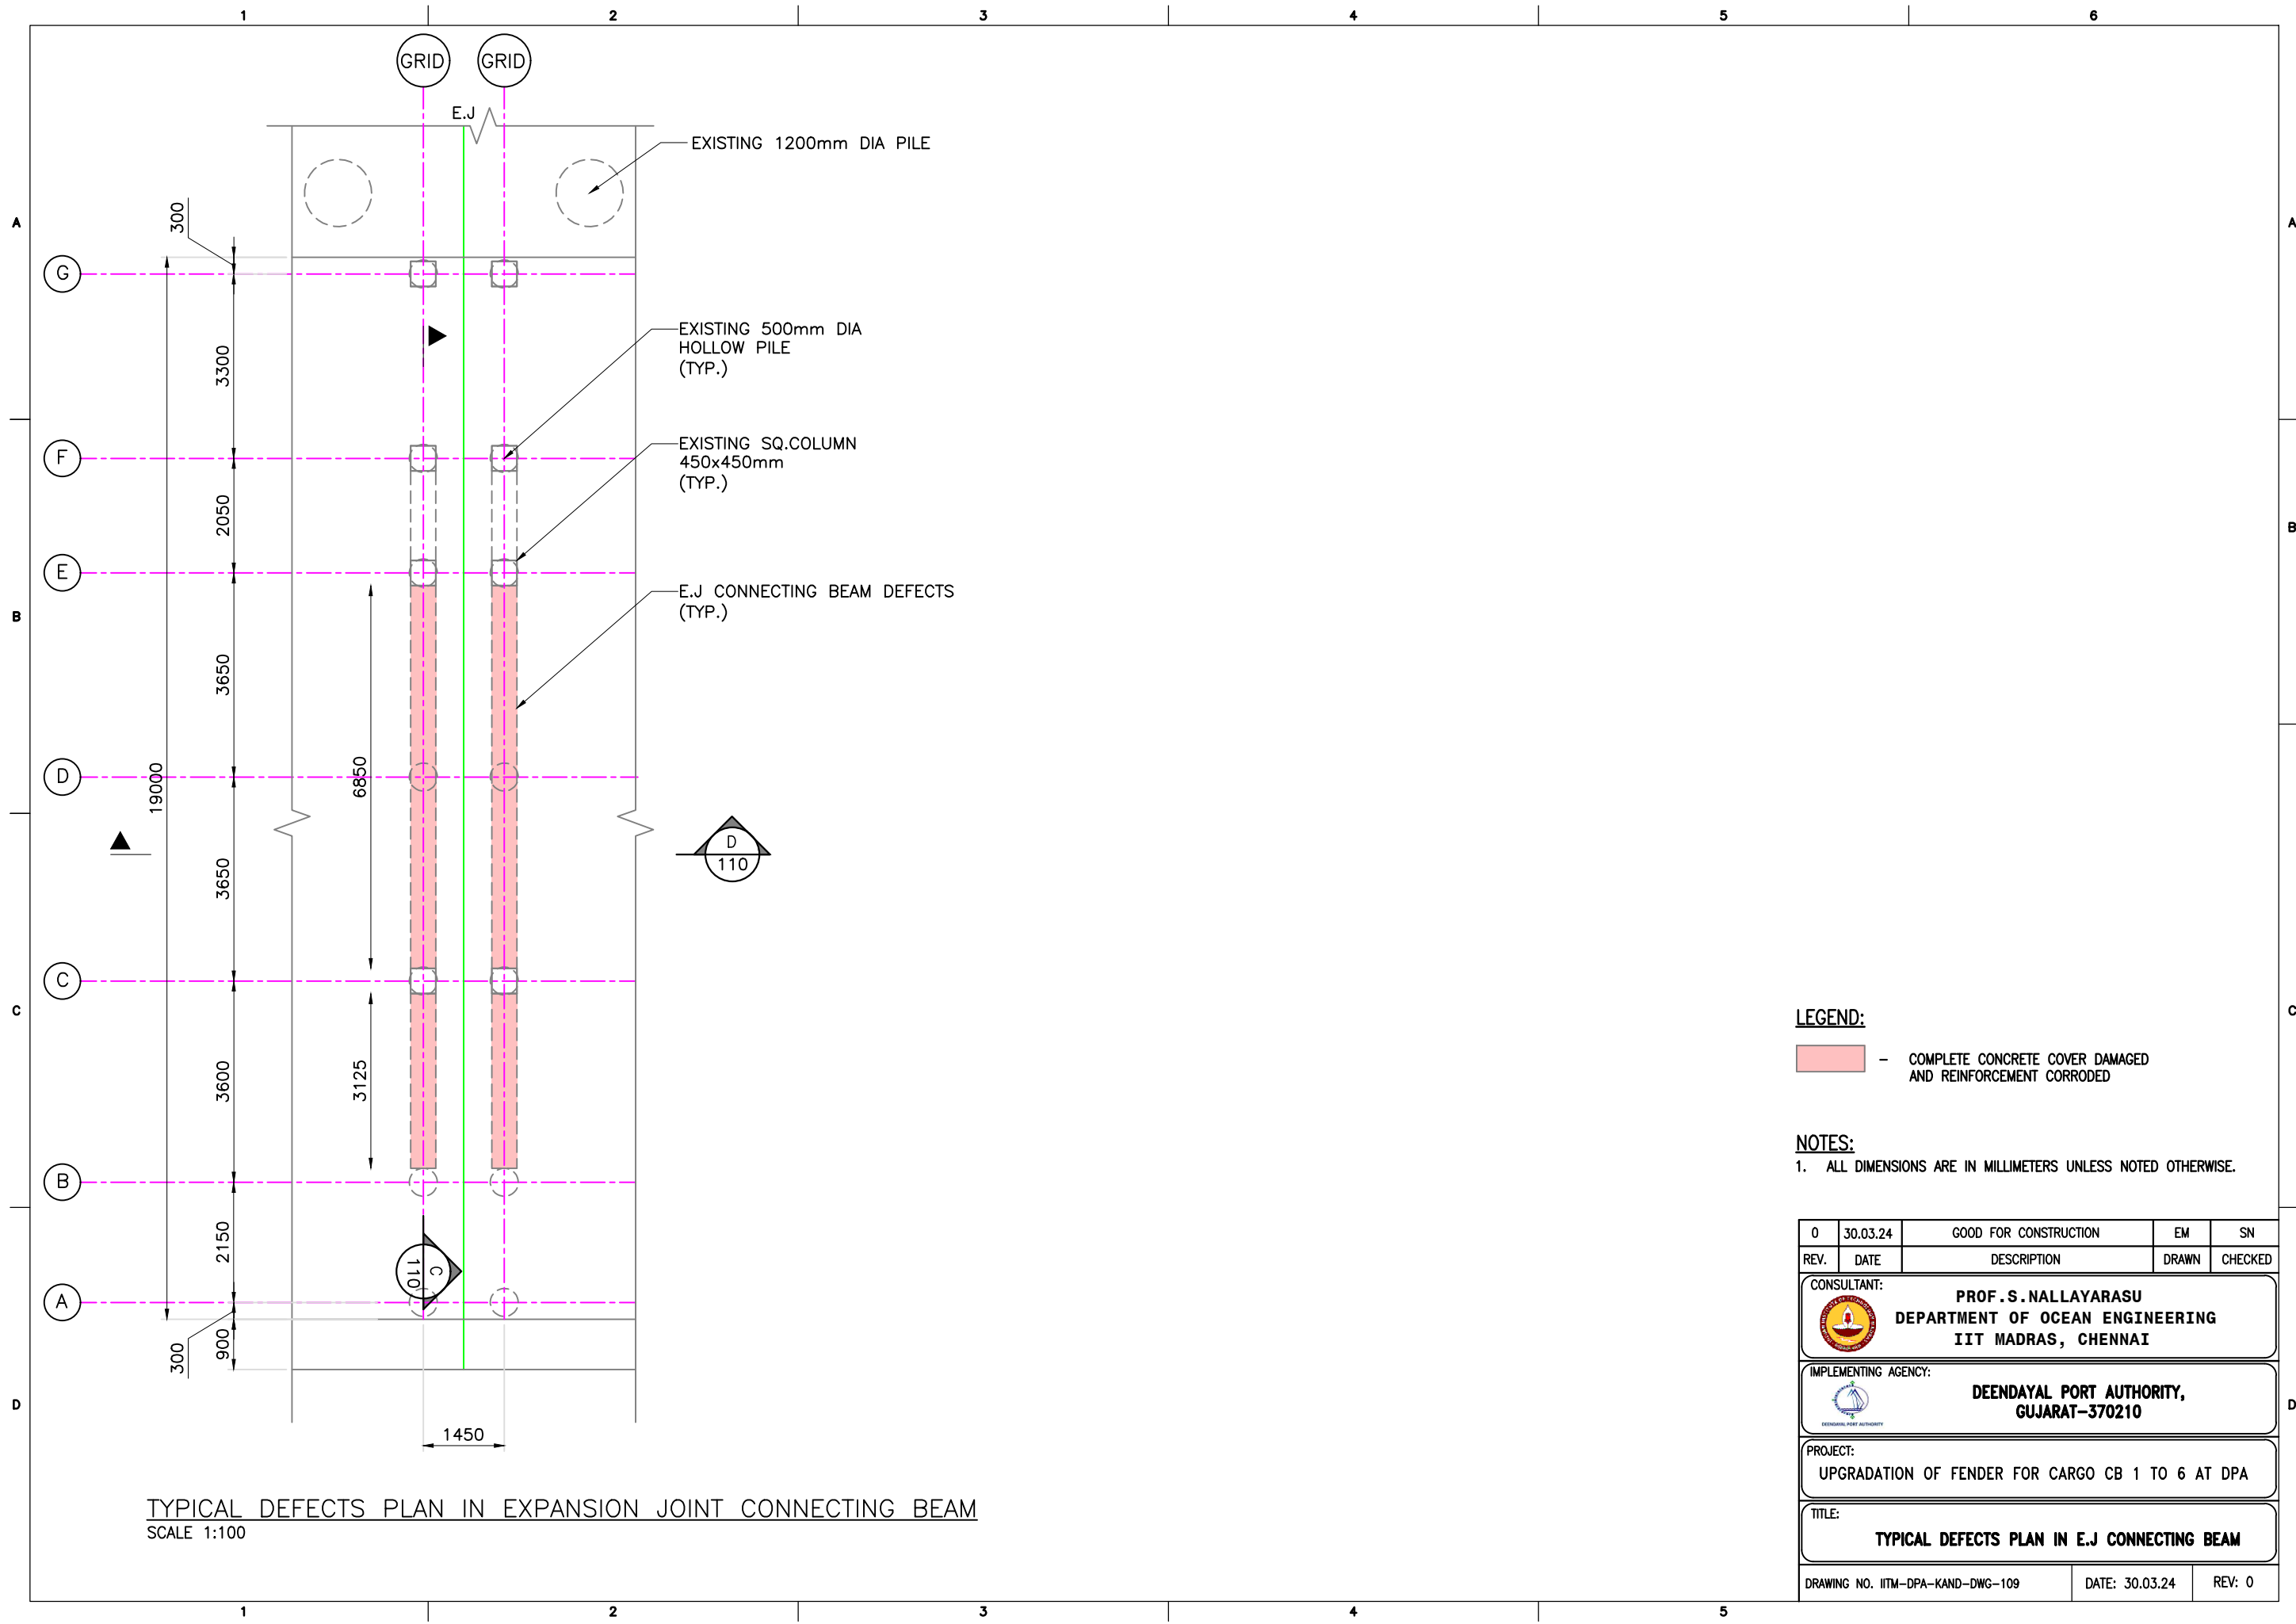 1 2 3 4 5 6
GRID GRID
E.J
EXISTING 1200mm DIA PILE
A A
300
G
EXISTING 500mm DIA
HOLLOW PILE
(TYP.)
3300
EXISTING SQ.COLUMN
450x450mm
(TYP.)
F
2050
B
E
E.J CONNECTING BEAM DEFECTS
(TYP.)
B
3650
D
19000
6850
D
110
3650
C
C C
LEGEND:
- COMPLETE CONCRETE COVER DAMAGED
AND REINFORCEMENT CORRODED
3600
3125
NOTES:
1. ALL DIMENSIONS ARE IN MILLIMETERS UNLESS NOTED OTHERWISE.
B
2150
C
110
A
300
900
D D
1450
TYPICAL DEFECTS PLAN IN EXPANSION JOINT CONNECTING BEAM
SCALE 1:100
0 30.03.24 GOOD FOR CONSTRUCTION EM SN
REV. DATE DESCRIPTION DRAWN CHECKED
CONSULTANT:
PROF.S.NALLAYARASU
DEPARTMENT OF OCEAN ENGINEERING
IIT MADRAS, CHENNAI
IMPLEMENTING AGENCY:
DEENDAYAL PORT AUTHORITY
DEENDAYAL PORT AUTHORITY,
GUJARAT-370210
PROJECT:
UPGRADATION OF FENDER FOR CARGO CB 1 TO 6 AT DPA
TITLE:
TYPICAL DEFECTS PLAN IN E.J CONNECTING BEAM
DRAWING NO. IITM-DPA-KAND-DWG-109 DATE: 30.03.24 REV: 0
1 2 3 4 5